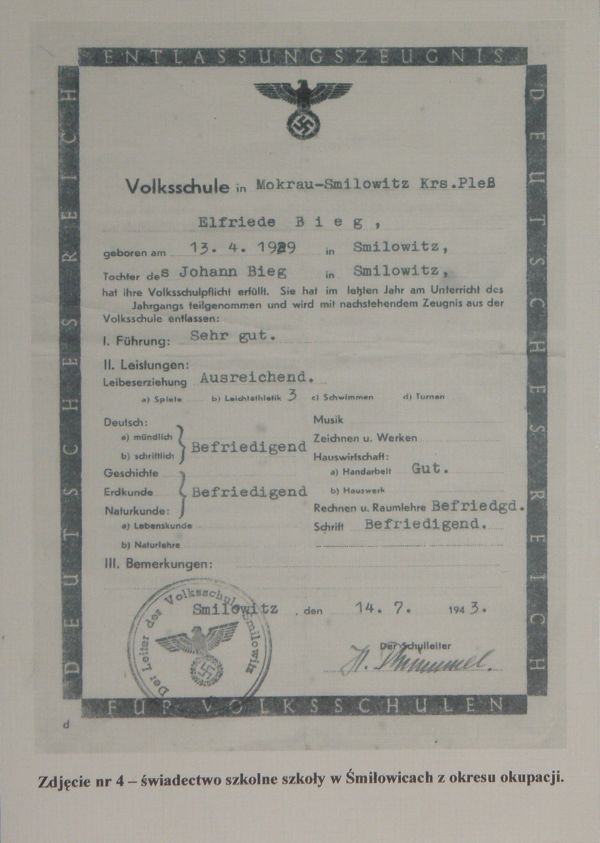 ENTLASSUNGSZEUGNIS
DEUTSCHES REICH
DEUTSCHES REICH
Volksschule in Mokrau-Smilowitz Krs.Pleß
Elfriede Bieg,
geboren am 13. 4. 1929 in Smilowitz,
Tochter des Johann Bieg in Smilowitz,
hat ihre Volksschulpflicht erfüllt. Sie hat im letzten Jahr am Unterricht des
Jahrgangs teilgenommen und wird mit nachstehendem Zeugnis aus der
Volksschule entlassen:
I. Führung: Sehr gut.
II. Leistungen:
Leibeserziehung Ausreichend.
a) Spiele b) Leichtathletik 3 c) Schwimmen d) Turnen
Deutsch:
a) mündlich
b) schriftlich
Befriedigend
Geschichte
Erdkunde
Naturkunde:
Befriedigend
a) Lebenskunde
b) Naturlehre
Musik
Zeichnen u. Werken
Hauswirtschaft:
a) Handarbeit Gut.
b) Hauswerk
Rechnen u. Raumlehre Befriedgd.
Schrift Befriedigend.
III. Bemerkungen:
Smilowitz , den 14. 7. 1943.
Der Leiter der Volksschule Smilowitz
Der Schulleiter
FÜR VOLKSSCHULEN
d
Zdjęcie nr 4 – świadectwo szkolne szkoły w Śmiłowicach z okresu okupacji.